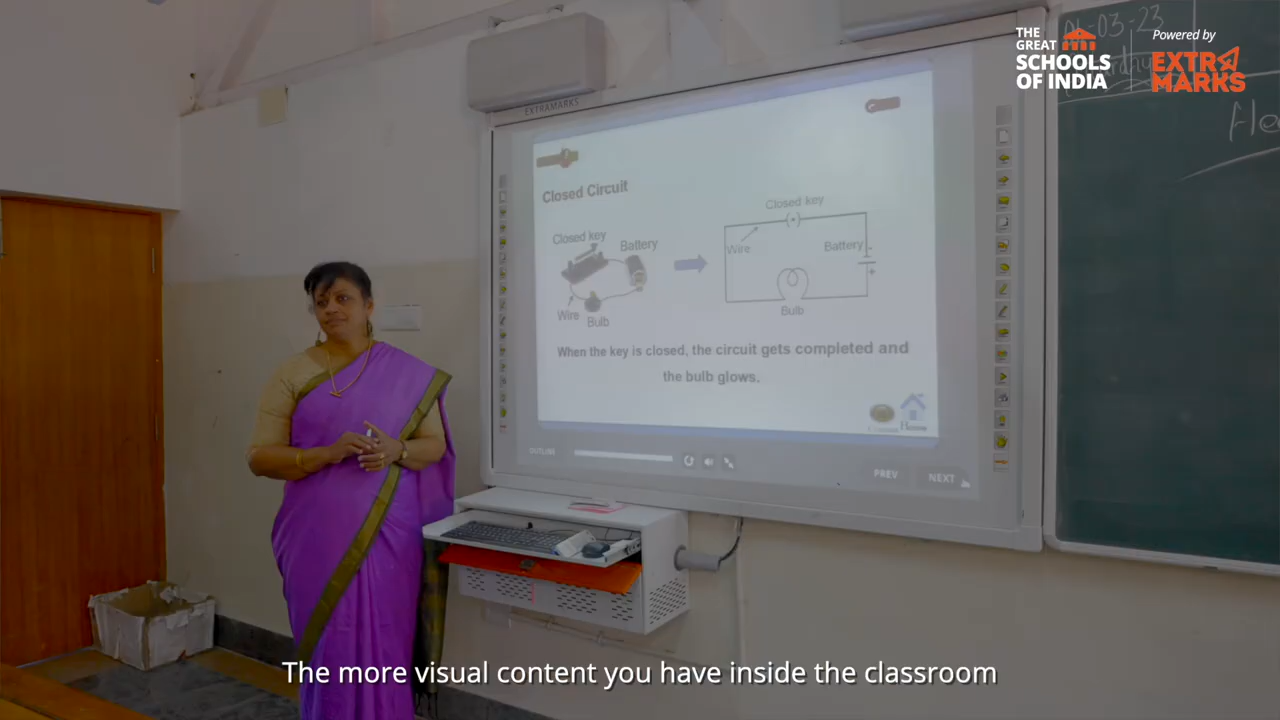 THE
GREAT
SCHOOLS
OF INDIA
Powered by
EXTRA
MARKS
-03-23
EXTRAMARKS
Closed Circuit
Closed key
Battery
Wire
Bulb
Closed key
Wire
Battery
Bulb
When the key is closed, the circuit gets completed and
the bulb glows.
Home
OUTLINE
PREV
NEXT
The more visual content you have inside the classroom